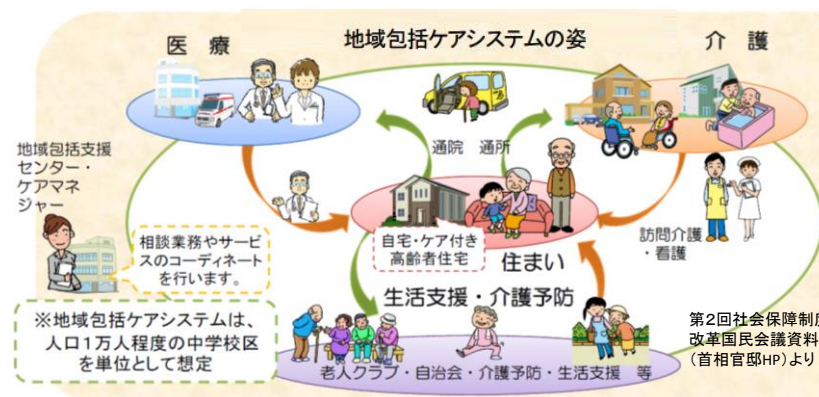 地域包括ケアシステムの姿
医 療
介 護
通院 通所
地域包括支援
センター・
ケアマネ
ジャー
相談業務やサービ
スのコーディネート
を行います。
自宅・ケア付き
高齢者住宅
住まい
訪問介護
・看護
生活支援・介護予防
※地域包括ケアシステムは、
人口1万人程度の中学校区
を単位として想定
老人クラブ・自治会・介護予防・生活支援 等
第2回社会保障制度
改革国民会議資料
(首相官邸HP)より